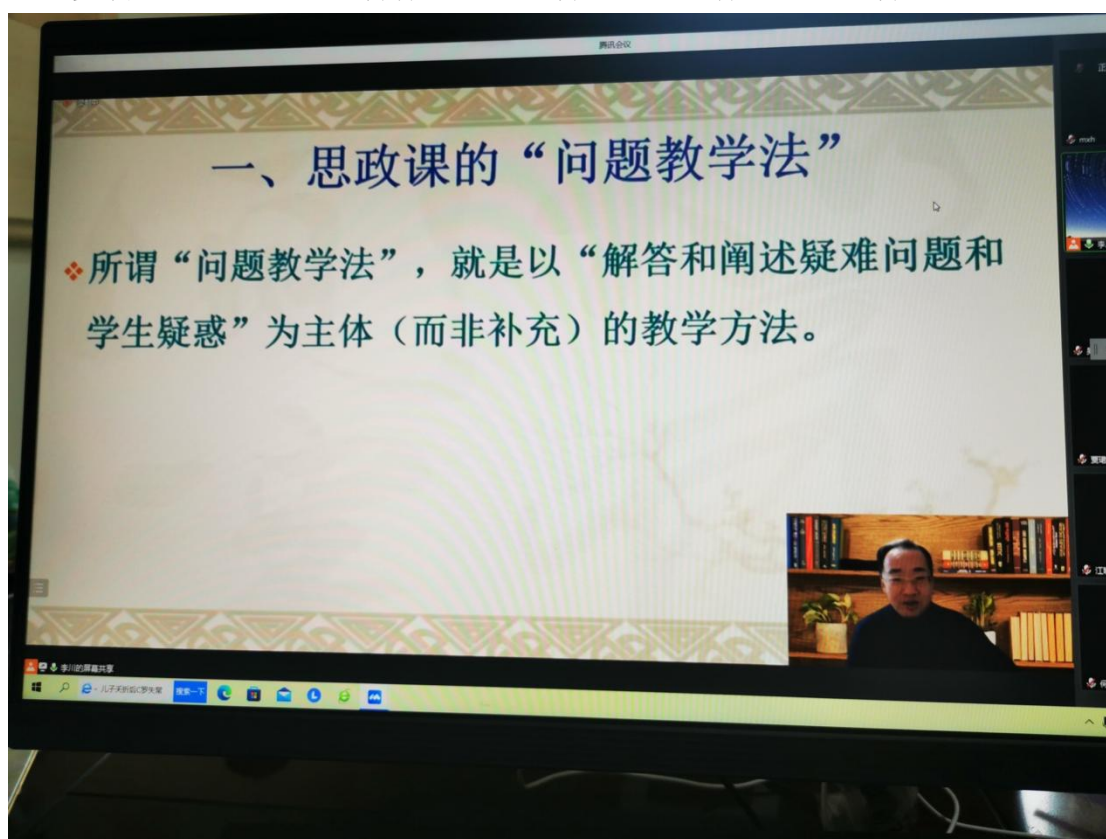 腾讯会议
一、思政课的“问题教学法”
所谓“问题教学法”，就是以“解答和阐述疑难问题和
学生疑惑”为主体（而非补充）的教学方法。
李川的屏幕共享
搜索一下